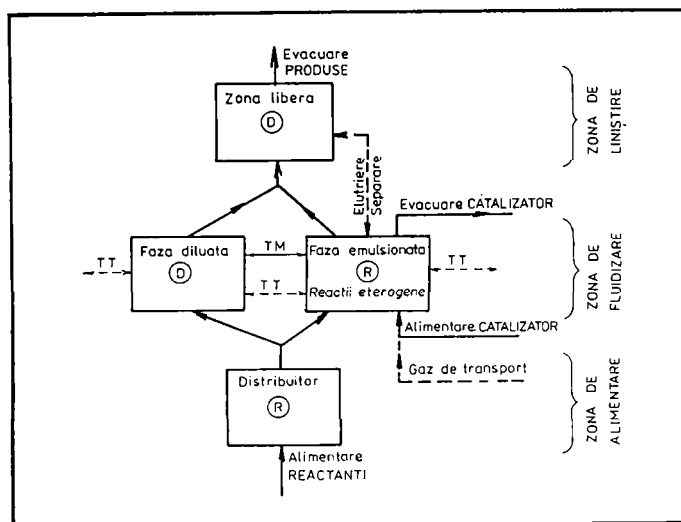 Evacuare
PRODUSE
Zona libera
D
ZONA DE
LINIȘTIRE
Elutriere
Separare
Evacuare CATALIZATOR
Faza diluata
D
TM
TT
TT
Faza emulsionata
R
Reactii eterogene
TT
ZONA DE
FLUIDIZARE
Alimentare CATALIZATOR
Gaz de transport
Distribuitor
R
ZONA DE
ALIMENTARE
Alimentare
REACTANTI